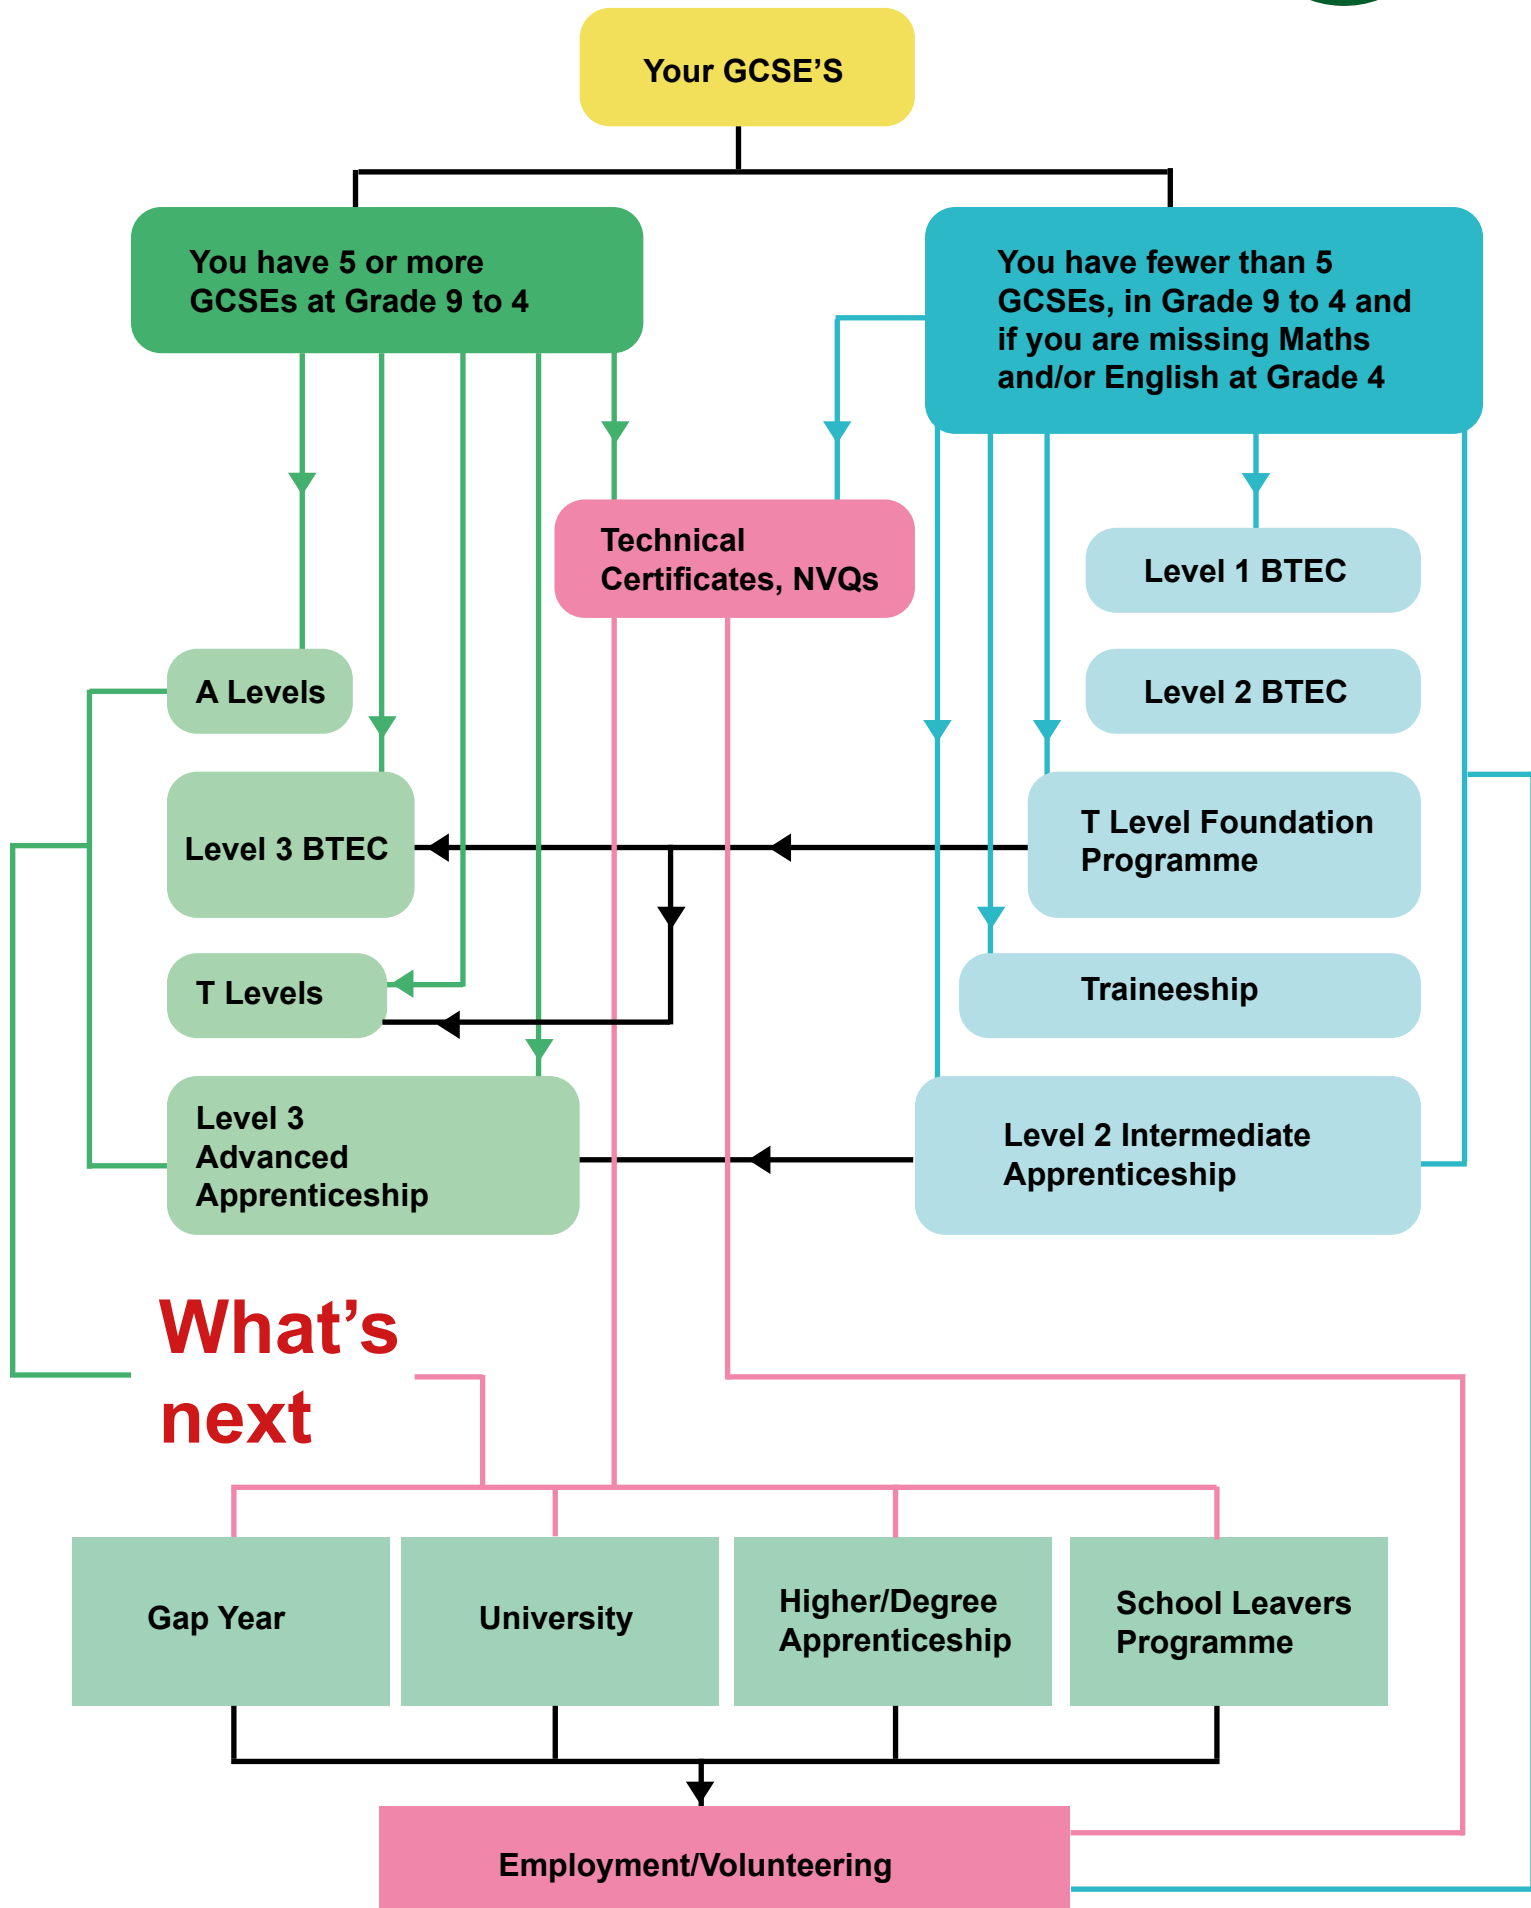 Your GCSE’S
You have 5 or more
GCSEs at Grade 9 to 4
You have fewer than 5
GCSEs, in Grade 9 to 4 and
if you are missing Maths
and/or English at Grade 4
Technical
Certificates, NVQs
Level 1 BTEC
A Levels
Level 2 BTEC
Level 3 BTEC
T Level Foundation
Programme
T Levels
Traineeship
Level 3
Advanced
Apprenticeship
Level 2 Intermediate
Apprenticeship
What’s
next
Gap Year
University
Higher/Degree
Apprenticeship
School Leavers
Programme
Employment/Volunteering